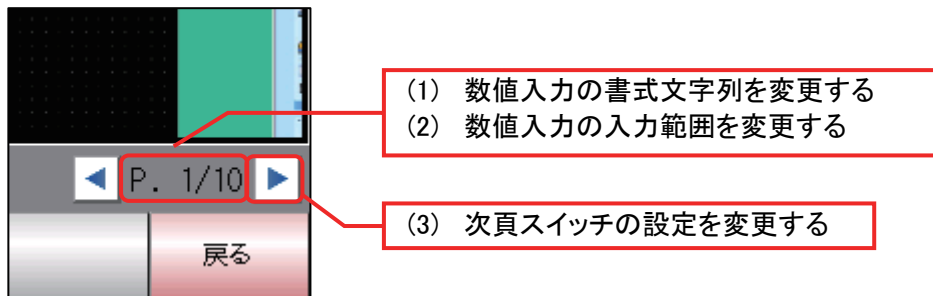 (1) 数値入力の書式文字列を変更する
(2) 数値入力の入力範囲を変更する
P. 1/10
(3) 次頁スイッチの設定を変更する
戻る